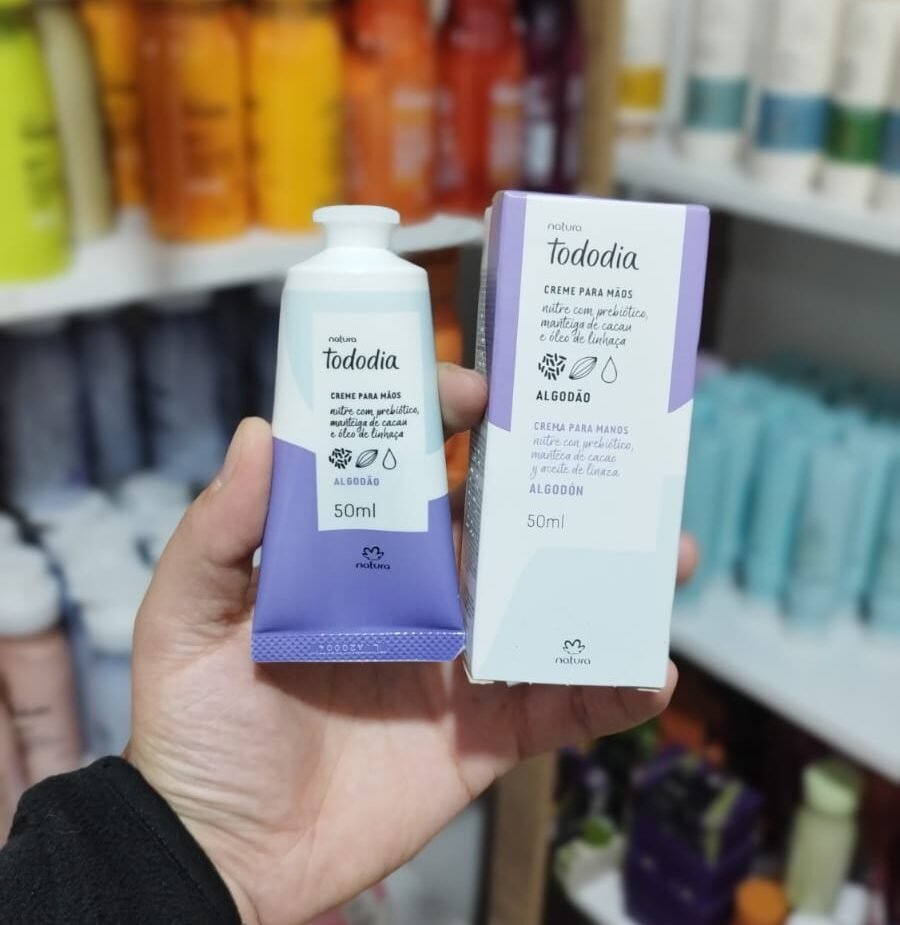 natura
tododia
CREME PARA MÃOS
nutre com prebiótico,
manteiga de cacau
e óleo de linhaça
ALGODÃO
50ml
natura
natura
tododia
CREME PARA MÃOS
nutre com prebiótico,
manteiga de cacau
e óleo de linhaça
ALGODÃO
CREMA PARA MANOS
nutre con prebiótico,
manteca de cacao
y aceite de linaza
ALGODÓN
50ml
natura